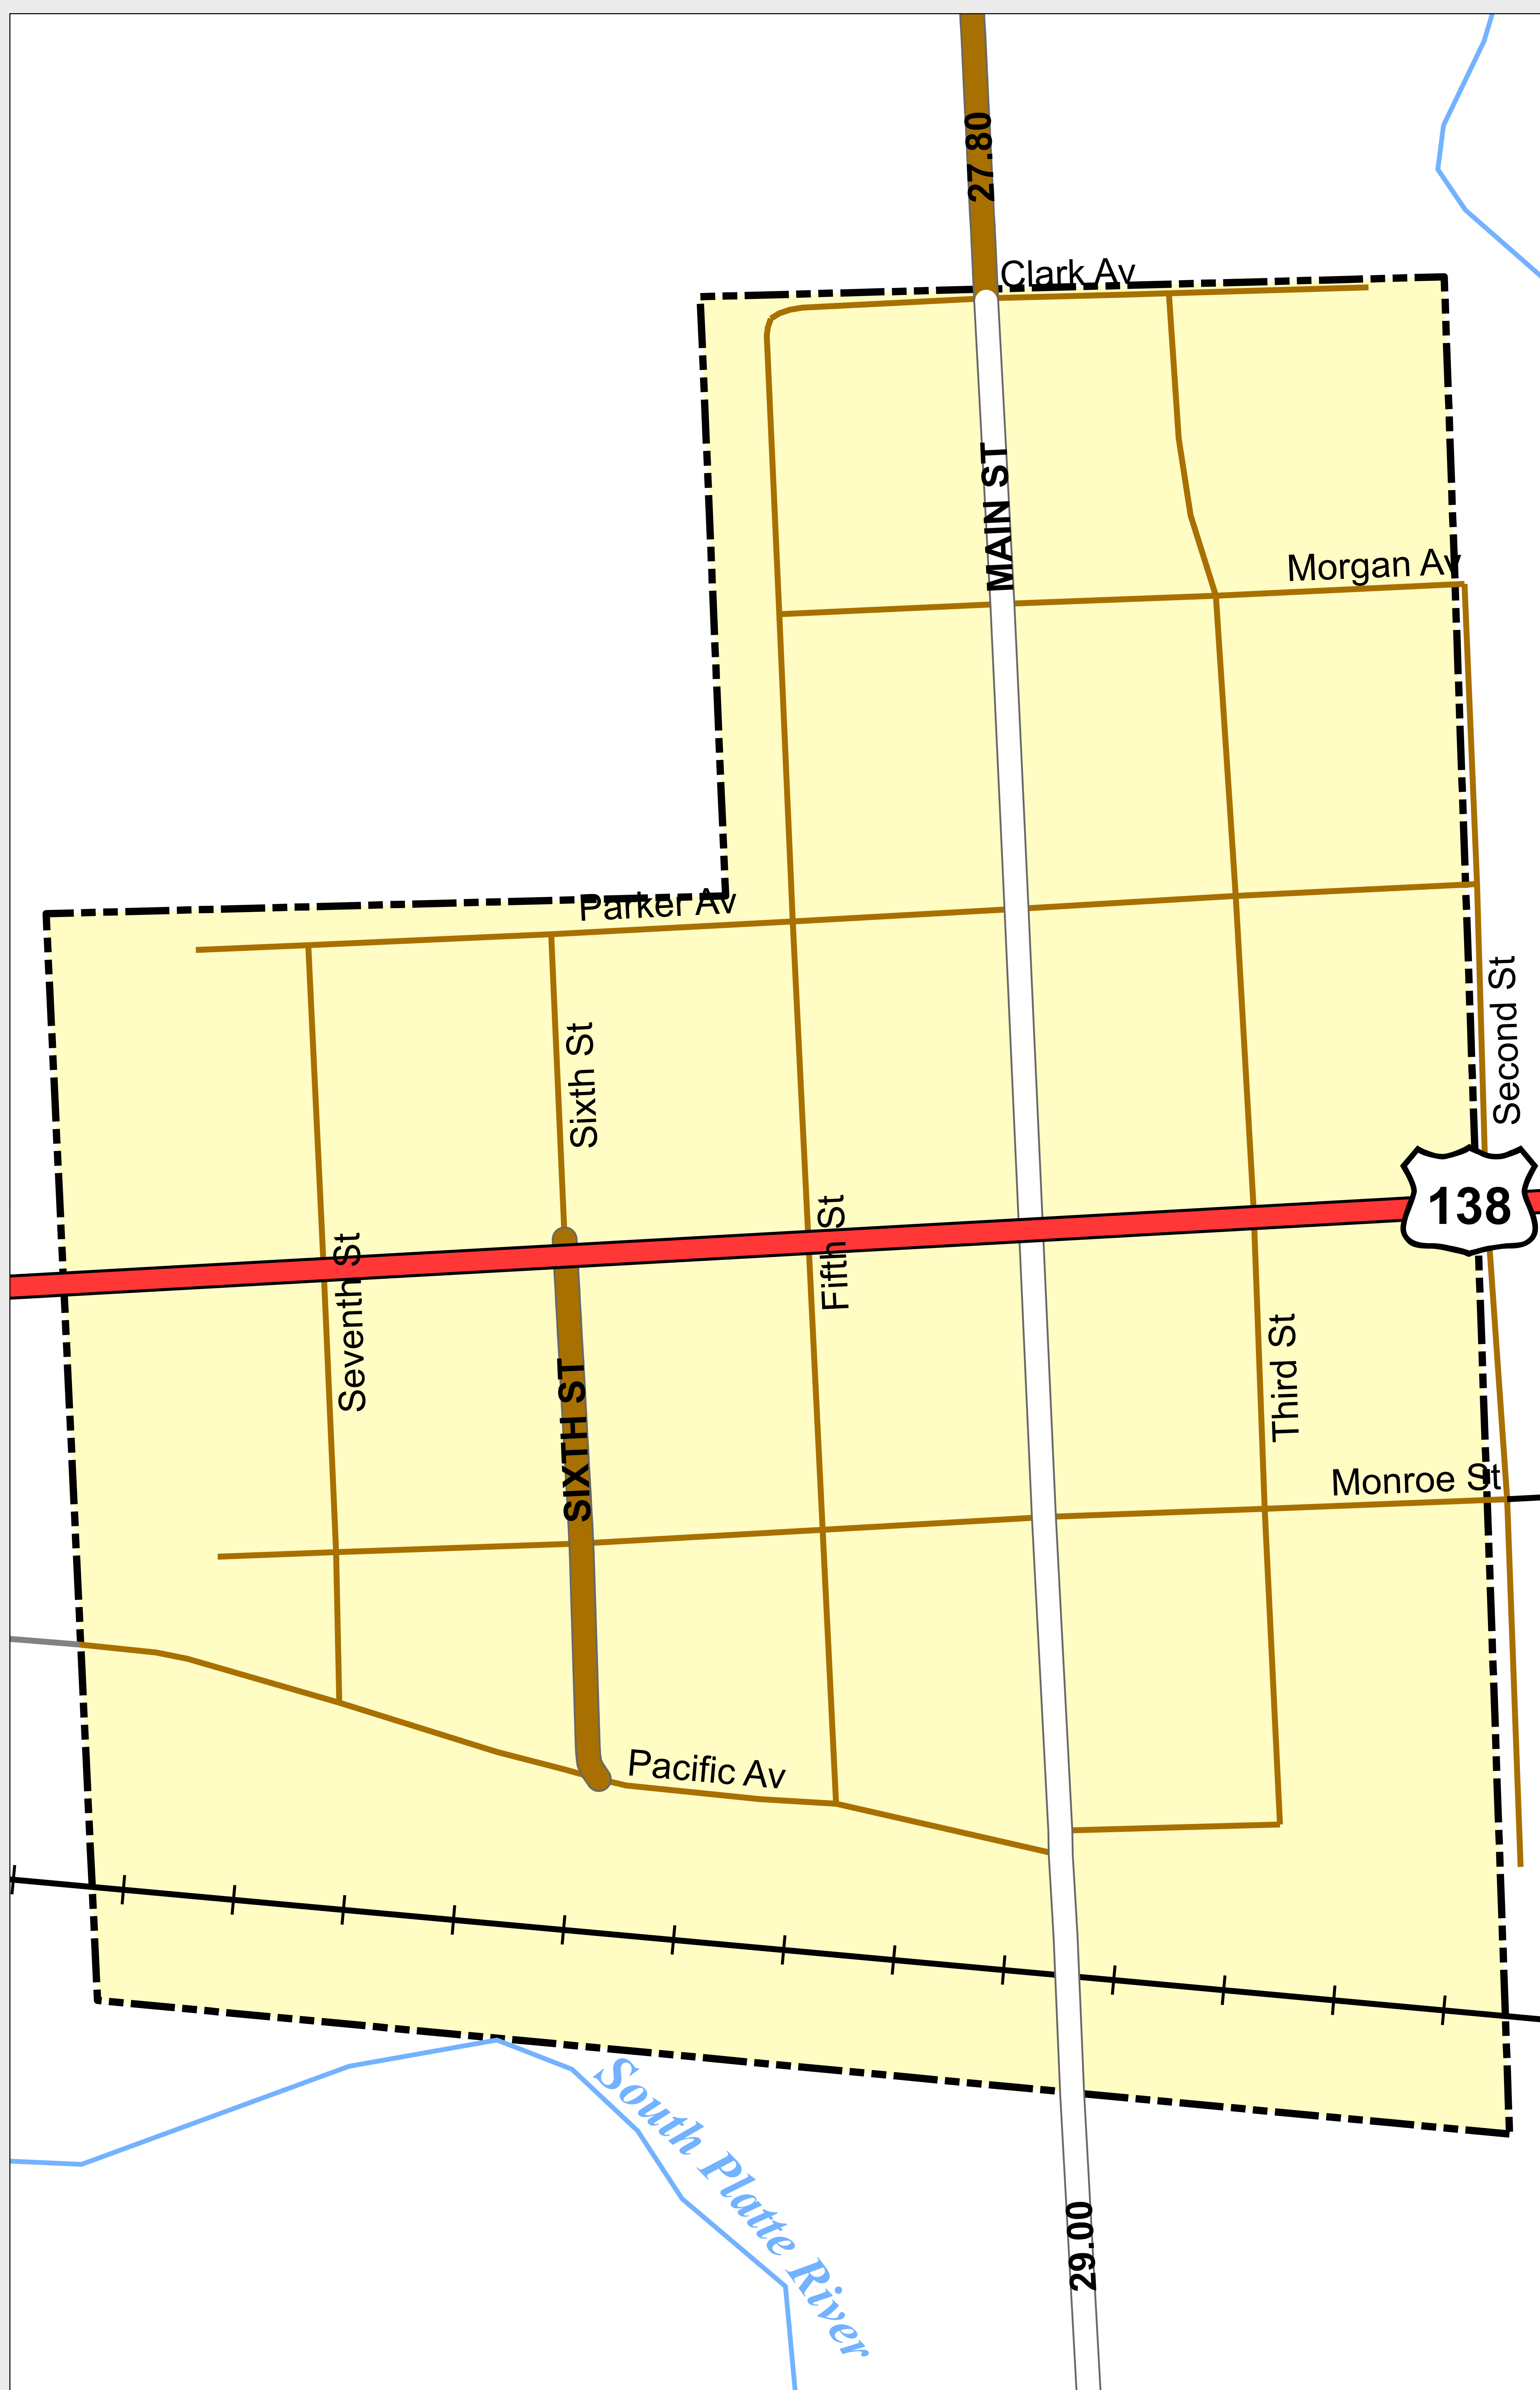 27.80
Clark Av
MAIN ST
Morgan Av
Parker Av
Second St
Sixth St
138
Fifth St
Seventh St
Third St
SIXTH ST
Monroe St
Pacific Av
South Platte River
29.00